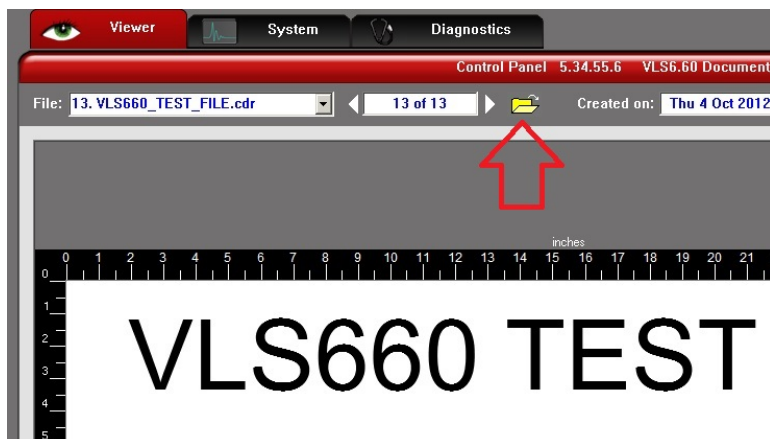 Viewer System Diagnostics
Control Panel 5.34.55.6 VLS6.60 Document
File: 13. VLS660_TEST_FILE.cdr 13 of 13 Created on: Thu 4 Oct 2012
inches
0 1 2 3 4 5 6 7 8 9 10 11 12 13 14 15 16 17 18 19 20 21
0
1
2
3
4
5
VLS660 TEST